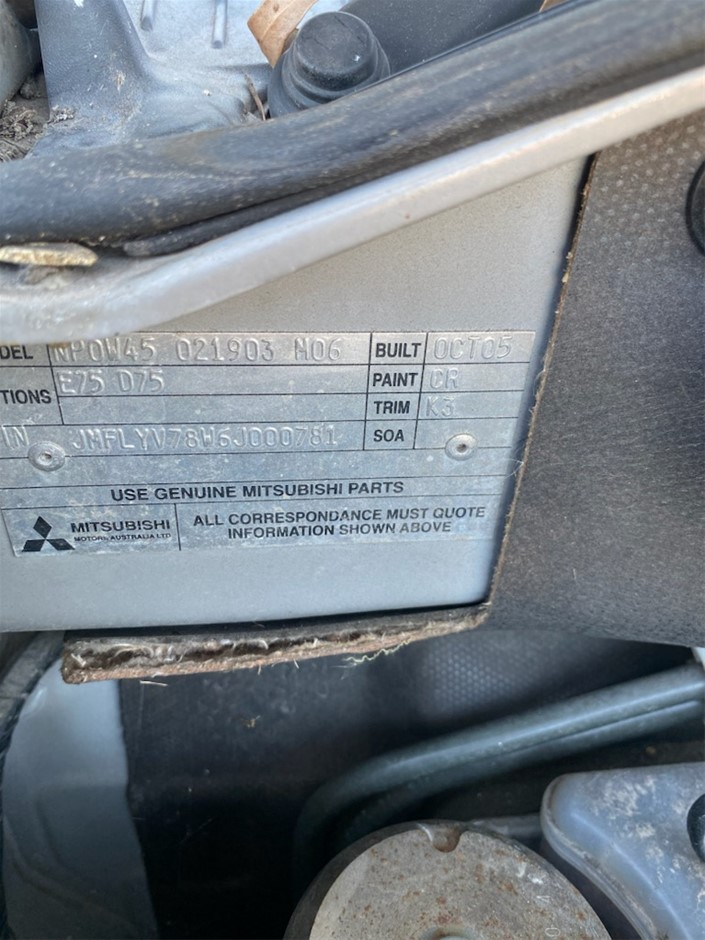 DEL NPOW45 021903 M06 BUILT OCT05
TIONS E75 D75 PAINT CR
TRIM K3
IN JMFLYV78W6J000781 SOA
USE GENUINE MITSUBISHI PARTS
MITSUBISHI
MOTORS AUSTRALIA LTD
ALL CORRESPONDANCE MUST QUOTE
INFORMATION SHOWN ABOVE